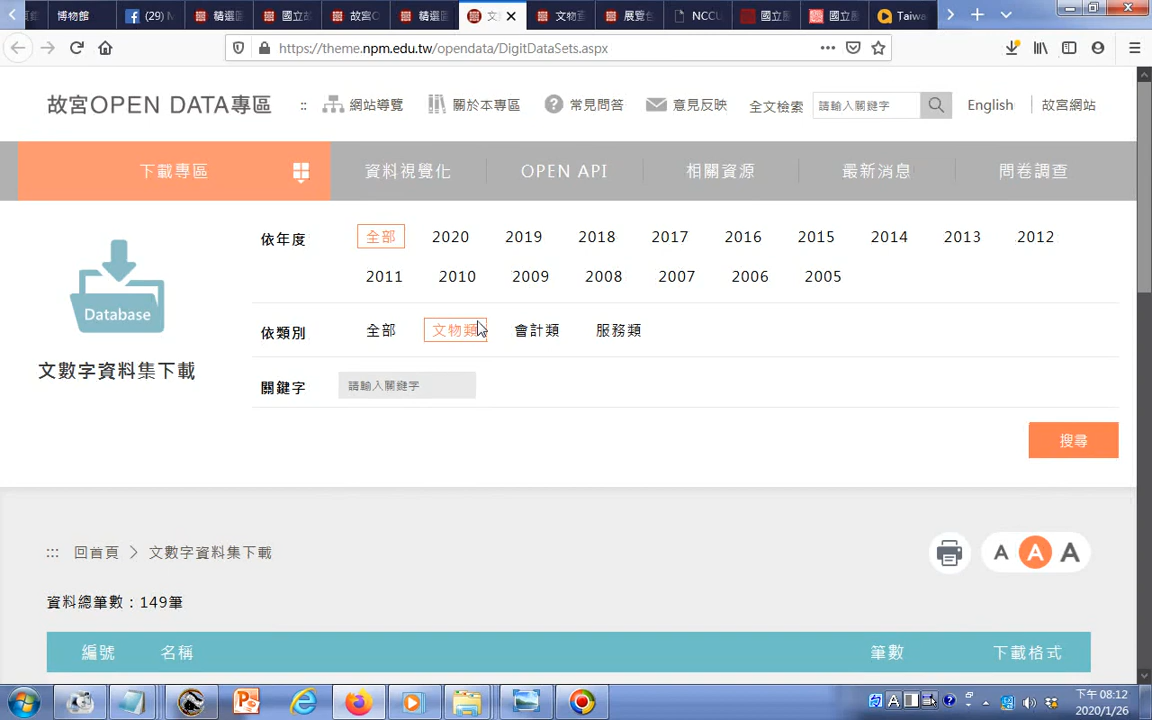 博物館
(29)
精選
國立
故宮
精選
文
文物
展覽
NCCU
國立
國立
Taiwa
https://theme.npm.edu.tw/opendata/DigitDataSets.aspx
故宮OPEN DATA專區
::
網站導覽
關於本專區
常見問答
意見反映
全文檢索
請輸入關鍵字
English
故宮網站
下載專區
資料視覺化
OPEN API
相關資源
最新消息
問卷調查
依年度
全部 2020 2019 2018 2017 2016 2015 2014 2013 2012
2011 2010 2009 2008 2007 2006 2005
Database
文數字資料集下載
依類別
全部 文物類 會計類 服務類
關鍵字
請輸入關鍵字
搜尋
::: 回首頁 > 文數字資料集下載
A A A
資料總筆數：149筆
編號 名稱 筆數 下載格式
下午 08:12
2020/1/26